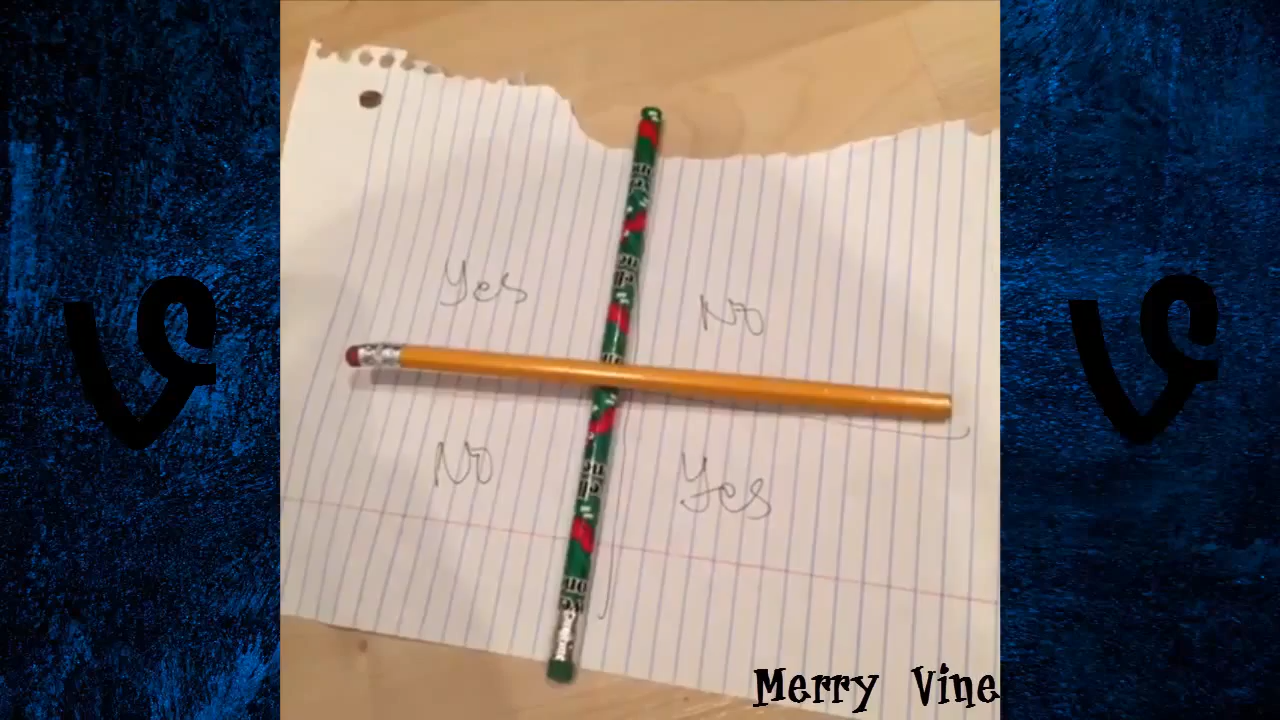 Yes No
No Yes
Merry Vine